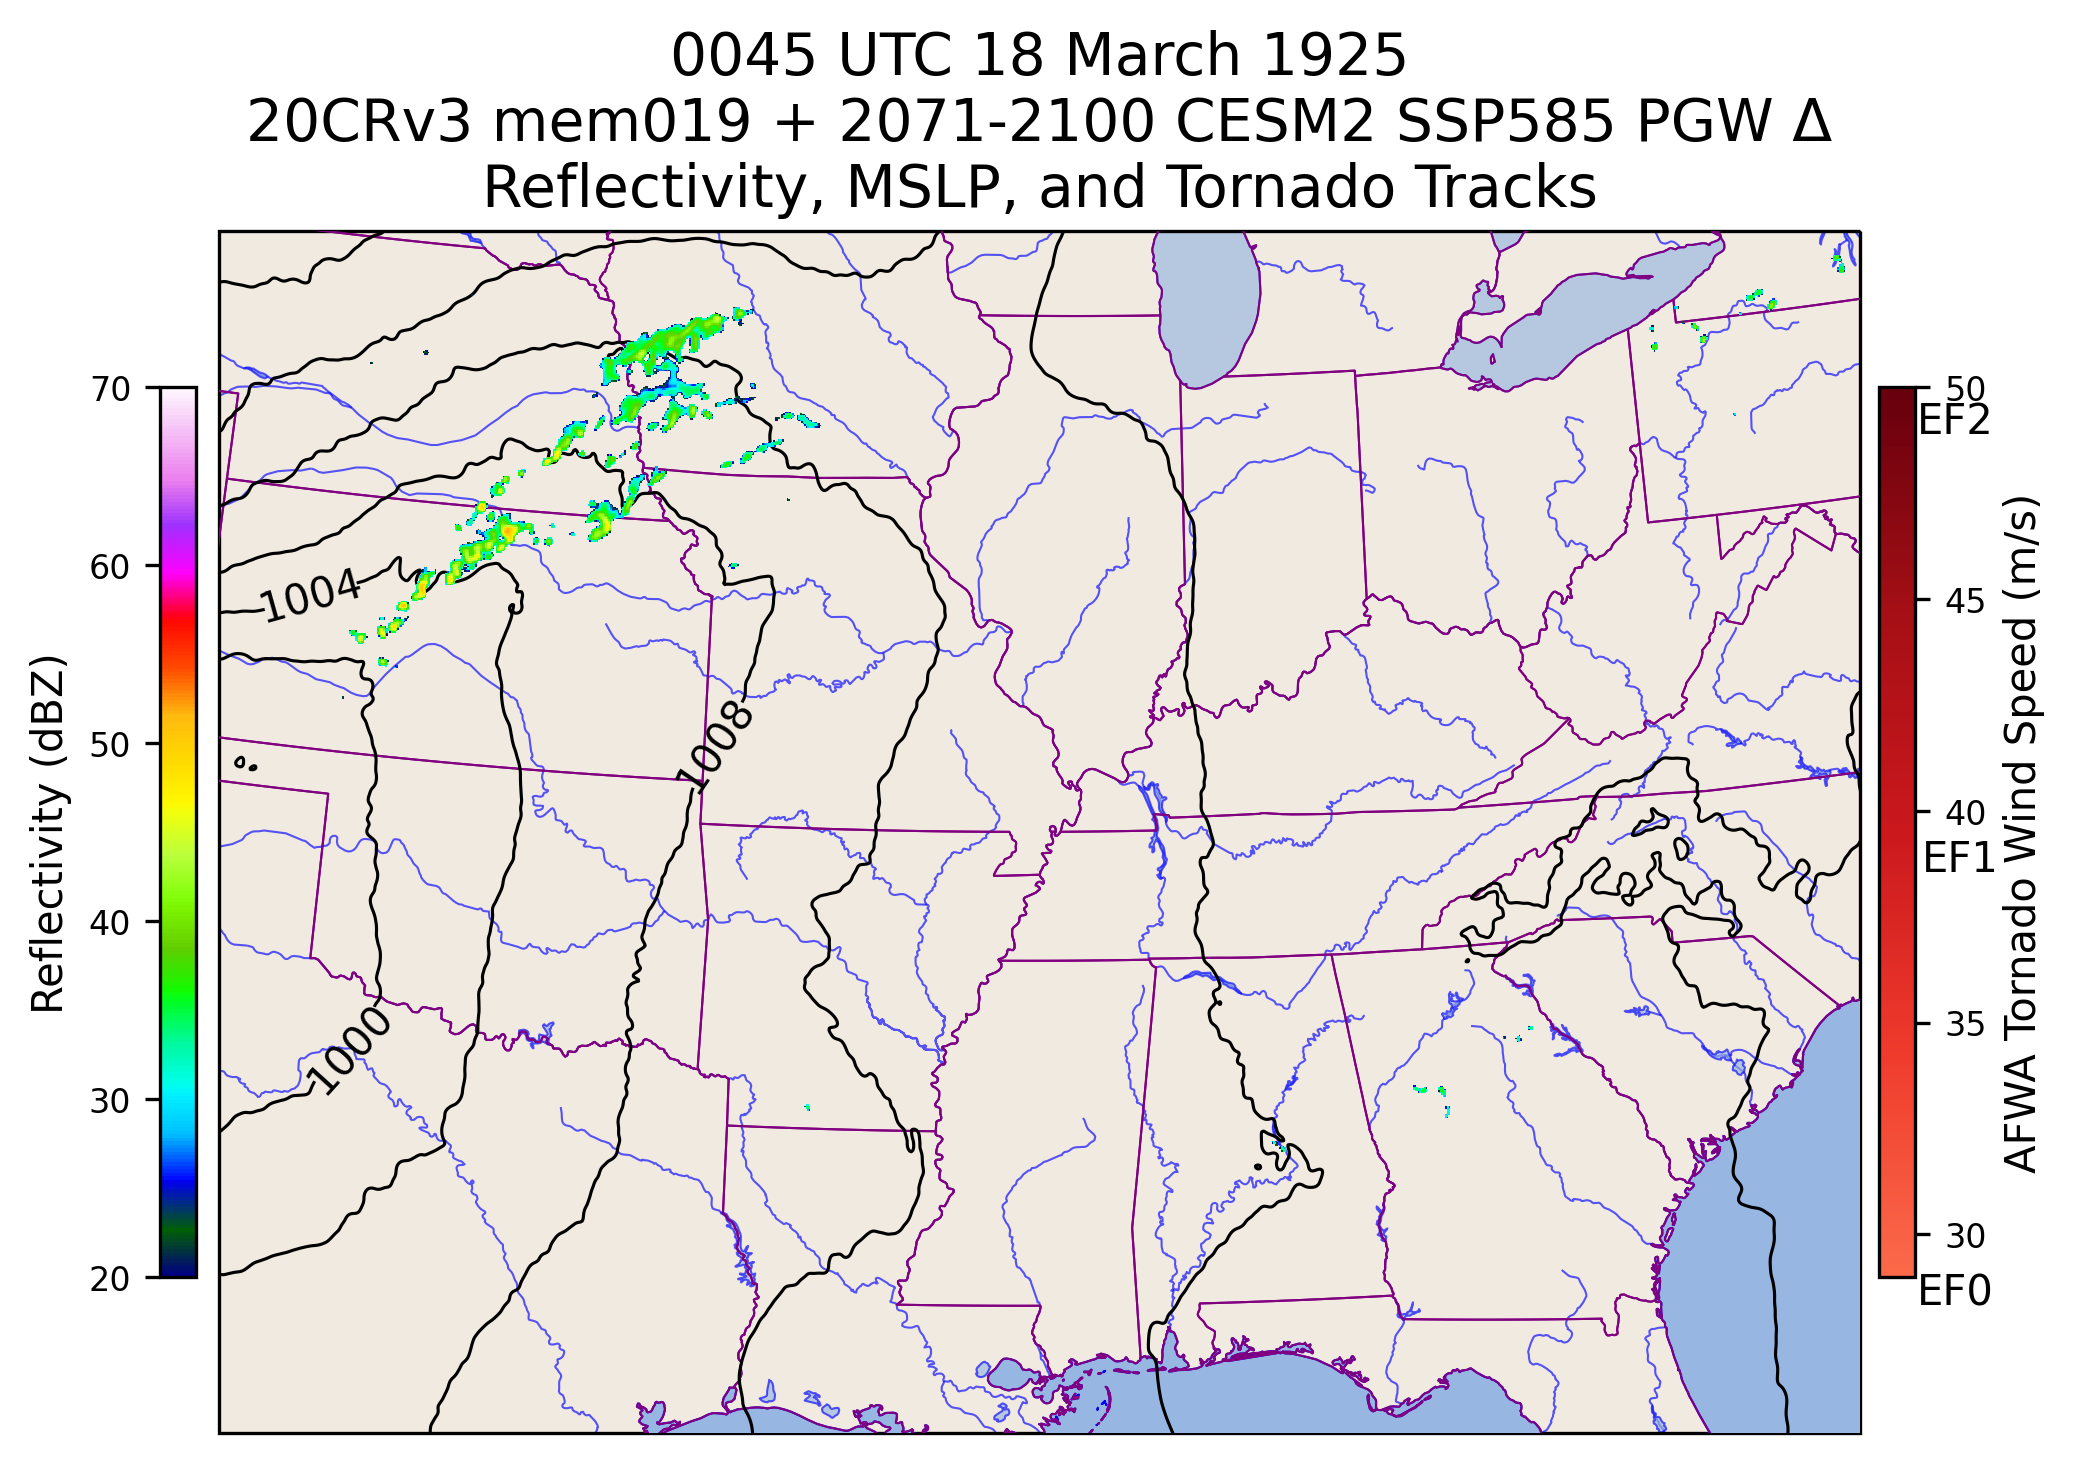 0045 UTC 18 March 1925
20CRv3 mem019 + 2071-2100 CESM2 SSP585 PGW Δ
Reflectivity, MSLP, and Tornado Tracks
Reflectivity (dBZ)
70
60
50
40
30
20
1004
1008
1000
50
EF2
45
40
EF1
35
30
EF0
AFWA Tornado Wind Speed (m/s)